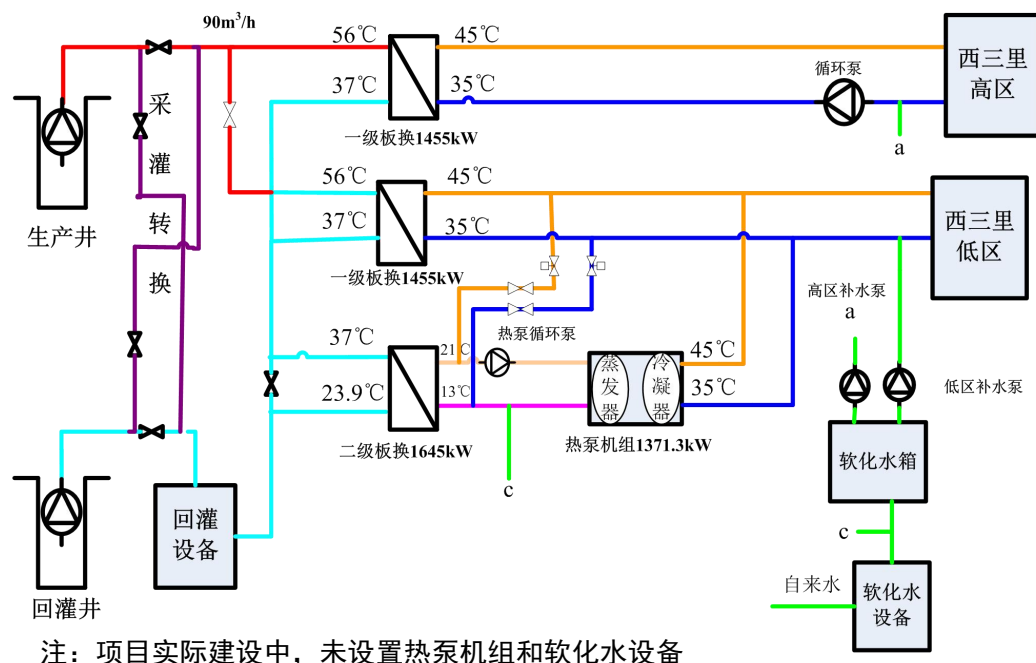 90m³/h
56℃
45℃
37℃
35℃
一级板换1455kW
循环泵
西三里
高区
a
生产井
采
灌
转
换
56℃
45℃
37℃
35℃
一级板换1455kW
西三里
低区
热泵循环泵
高区补水泵
a
低区补水泵
37℃
21℃
23.9℃
13℃
二级板换1645kW
蒸发器
冷凝器
45℃
35℃
热泵机组1371.3kW
c
软化水箱
c
回灌
设备
回灌井
自来水
软化水
设备
注：项目实际建设中，未设置热泵机组和软化水设备